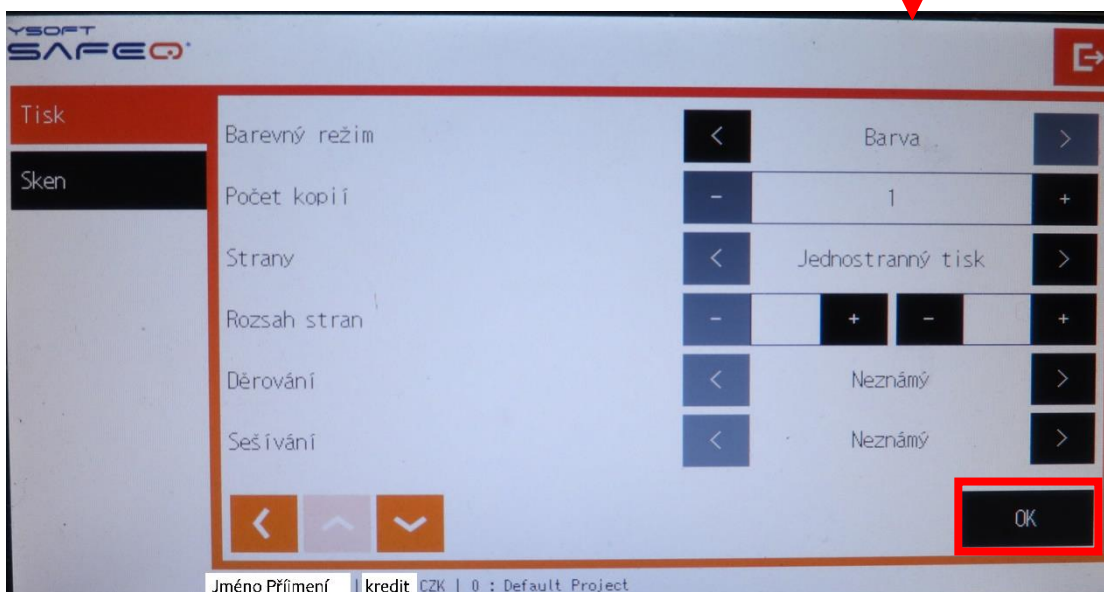 YSOFT
SAFEQ
Tisk
Sken
Barevný režim < Barva >
Počet kopií - 1 +
Strany < Jednostranný tisk >
Rozsah stran - + - +
Děrování < Neznámý >
Sešívání < Neznámý >
OK
Jméno Příjmení | kredit CZK | 0 : Default Project